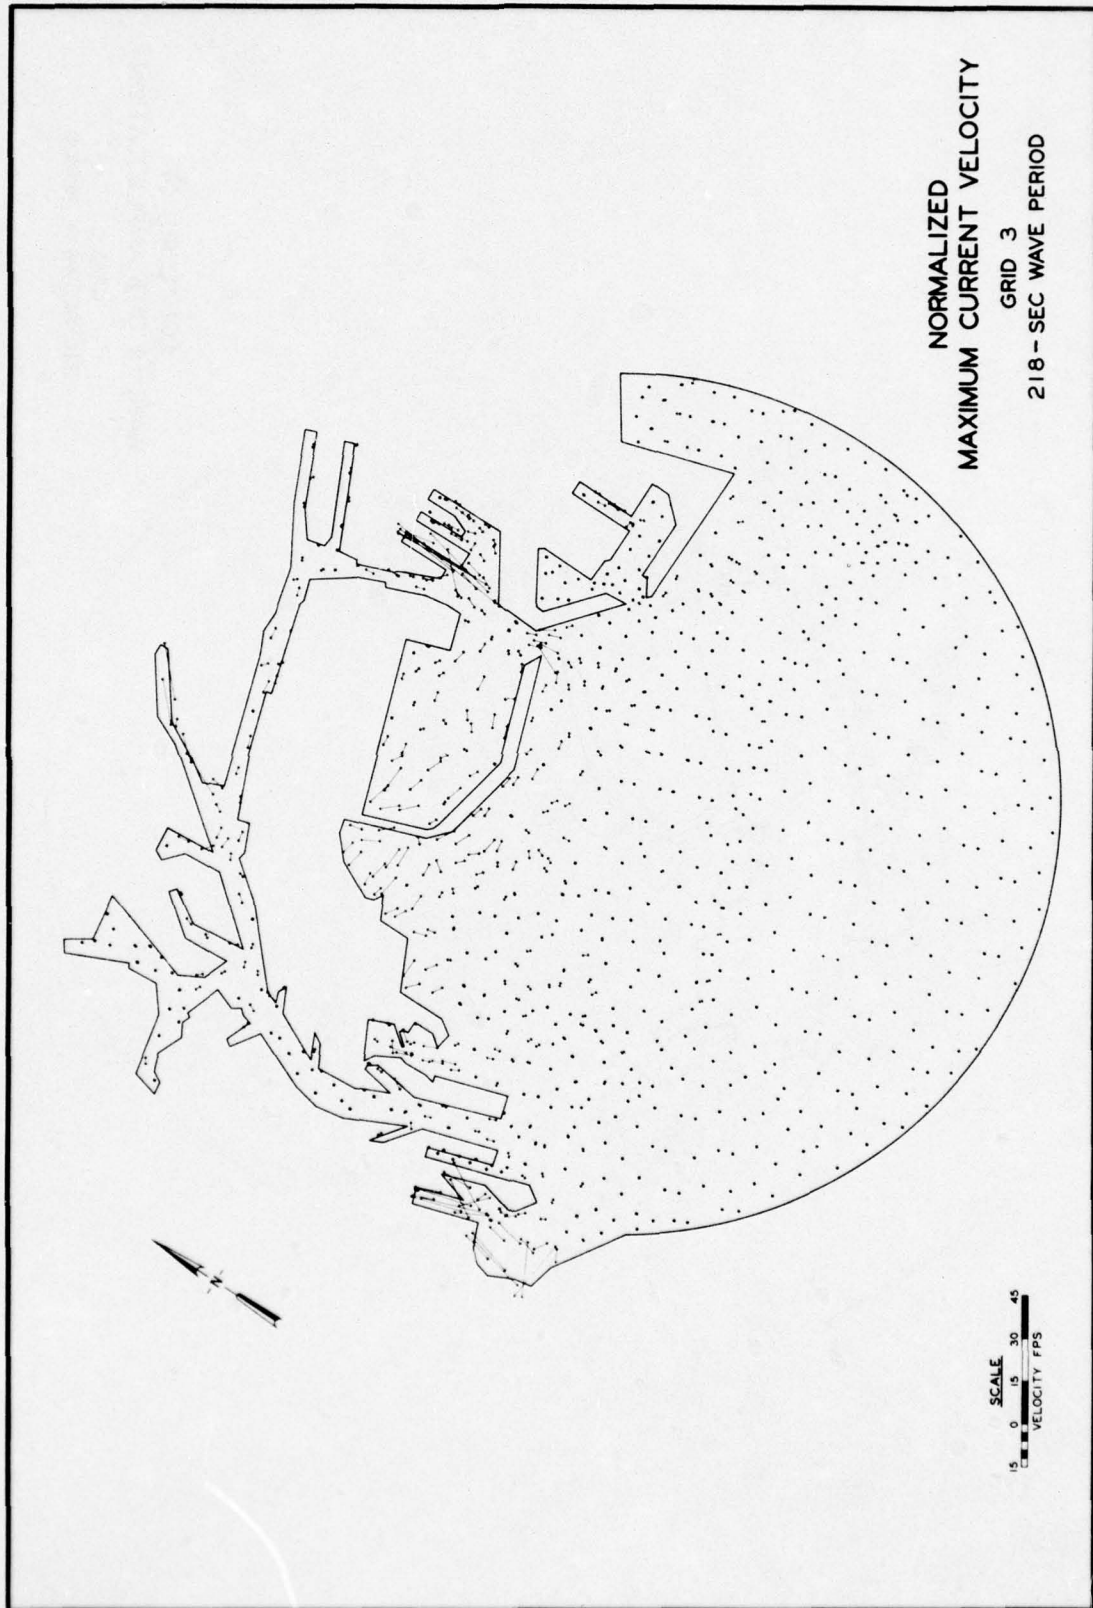 NORMALIZED
MAXIMUM CURRENT VELOCITY
GRID 3
218-SEC WAVE PERIOD
N
SCALE
15 0 15 30 45
VELOCITY FPS